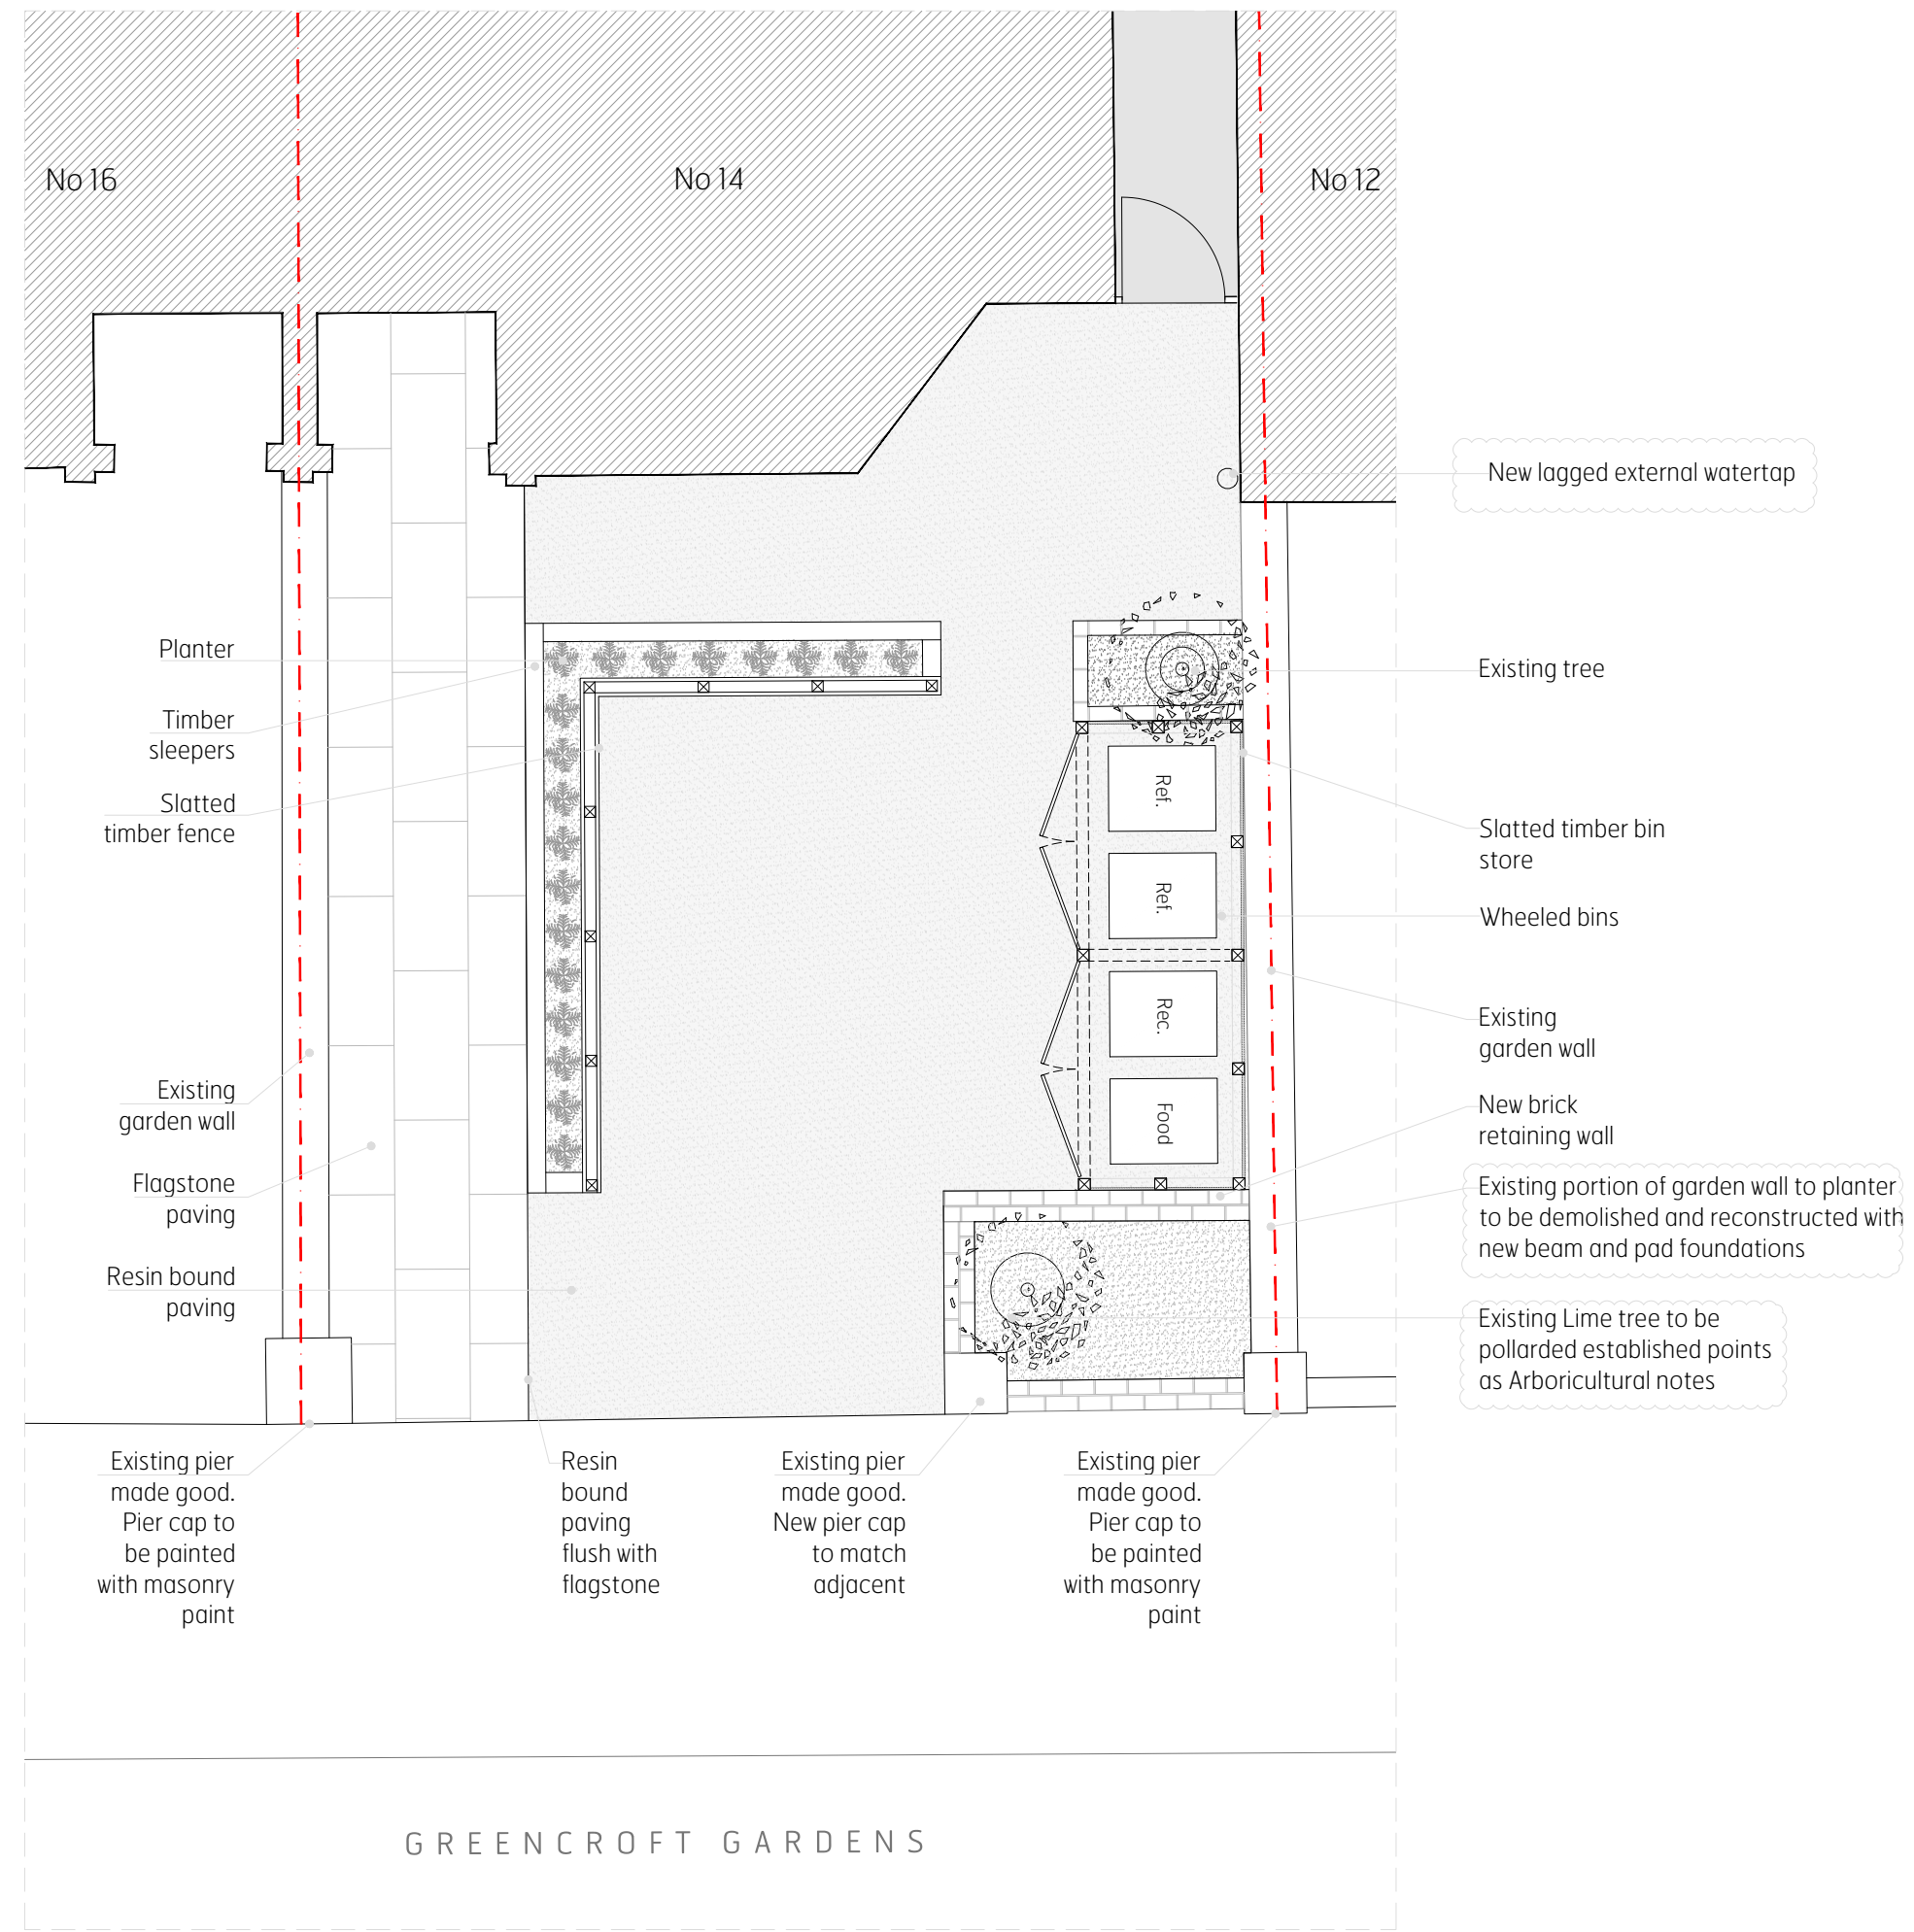 No 16
No 14
No 12
New lagged external watertap
Planter
Timber
sleepers
Slatted
timber fence
Existing
garden wall
Flagstone
paving
Resin bound
paving
Ref.
Ref.
Rec.
Food
Existing tree
Slatted timber bin
store
Wheeled bins
Existing
garden wall
New brick
retaining wall
Existing portion of garden wall to planter
to be demolished and reconstructed with
new beam and pad foundations
Existing Lime tree to be
pollarded established points
as Arboricultural notes
Existing pier
made good.
Pier cap to
be painted
with masonry
paint
Resin
bound
paving
flush with
flagstone
Existing pier
made good.
New pier cap
to match
adjacent
Existing pier
made good.
Pier cap to
be painted
with masonry
paint
GREENCROFT GARDENS